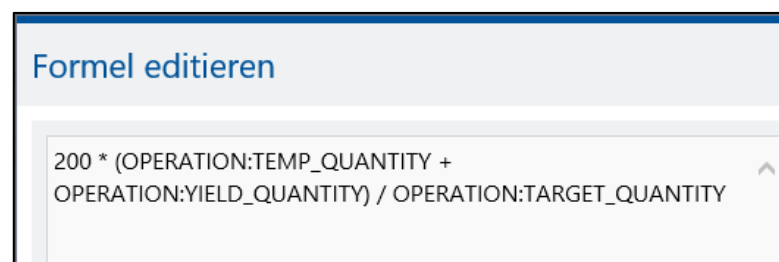 Formel editieren
200 * (OPERATION:TEMP_QUANTITY +
OPERATION:YIELD_QUANTITY) / OPERATION:TARGET_QUANTITY